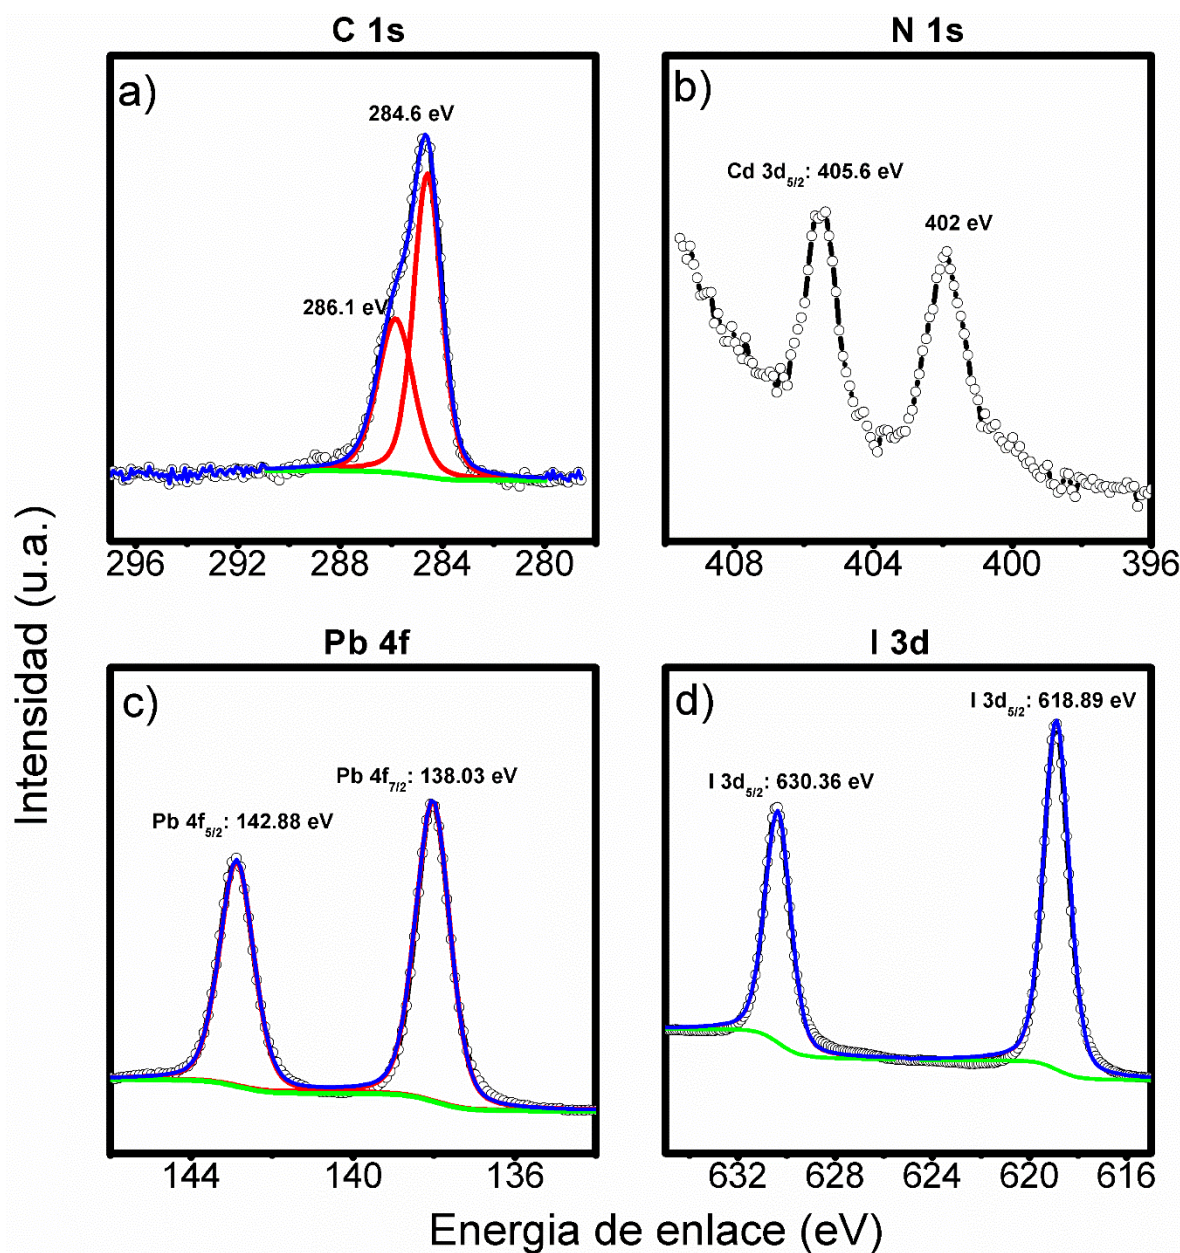 C 1s
a)
284.6 eV
286.1 eV
296 292 288 284 280
N 1s
b)
Cd 3d5/2: 405.6 eV
402 eV
408 404 400 396
Pb 4f
c)
Pb 4f7/2: 138.03 eV
Pb 4f5/2: 142.88 eV
144 140 136
I 3d
d)
I 3d5/2: 618.89 eV
I 3d5/2: 630.36 eV
632 628 624 620 616
Intensidad (u.a.)
Energia de enlace (eV)